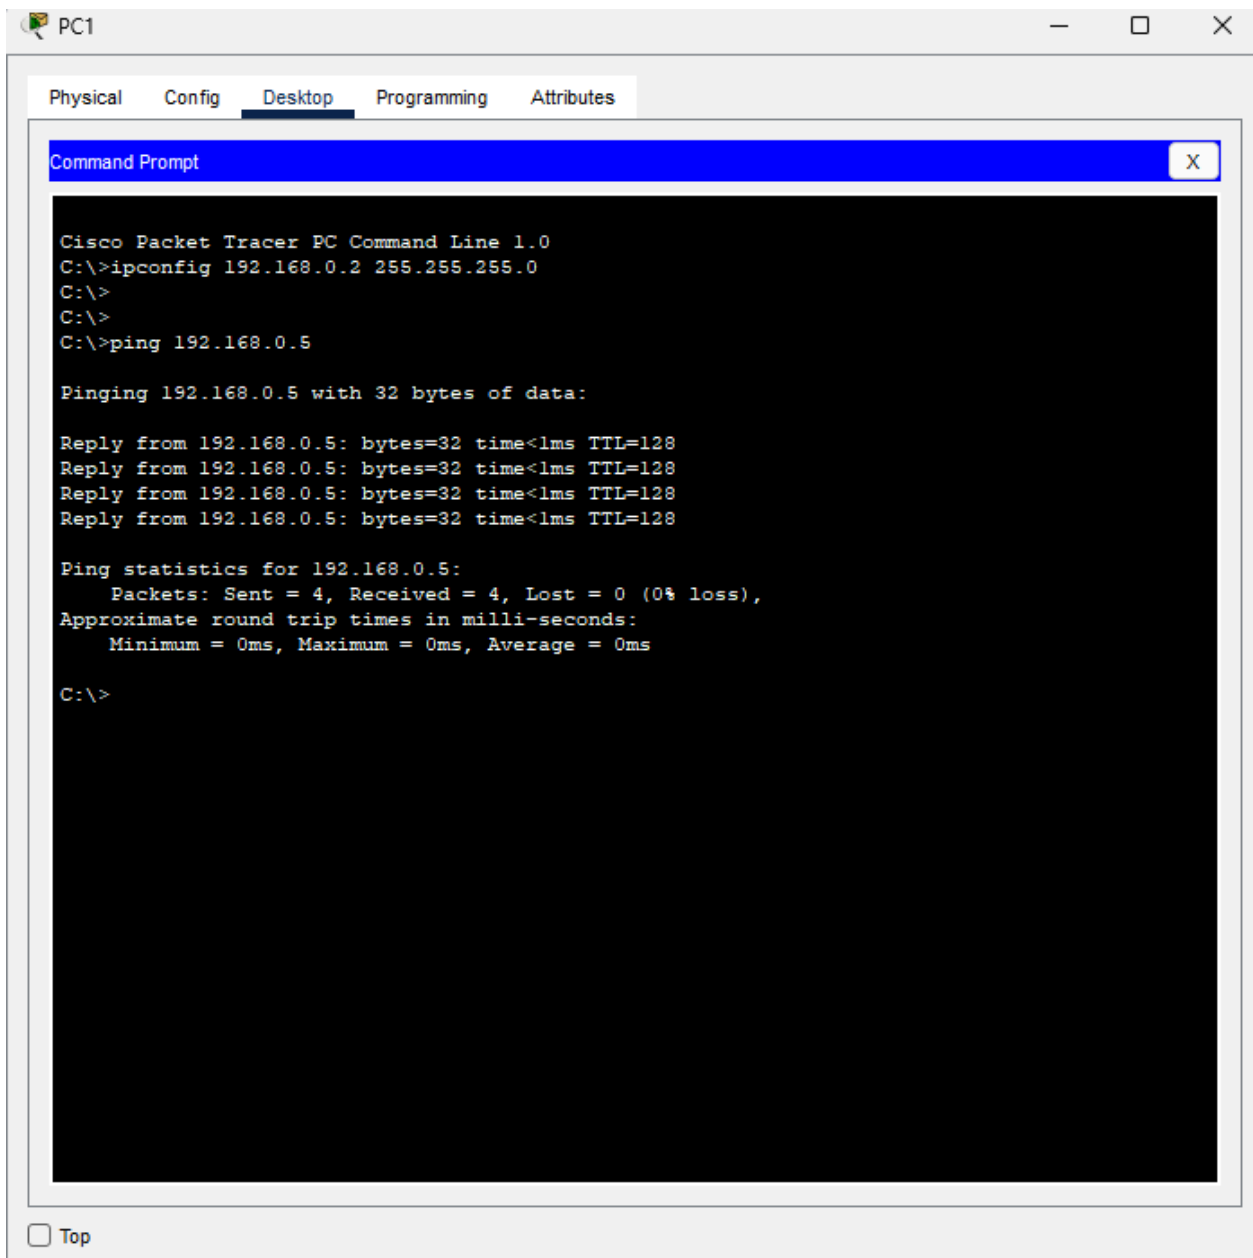 PC1
Physical Config Desktop Programming Attributes
Command Prompt X
Cisco Packet Tracer PC Command Line 1.0
C:\>ipconfig 192.168.0.2 255.255.255.0
C:\>
C:\>
C:\>ping 192.168.0.5
Pinging 192.168.0.5 with 32 bytes of data:
Reply from 192.168.0.5: bytes=32 time<1ms TTL=128
Reply from 192.168.0.5: bytes=32 time<1ms TTL=128
Reply from 192.168.0.5: bytes=32 time<1ms TTL=128
Reply from 192.168.0.5: bytes=32 time<1ms TTL=128
Ping statistics for 192.168.0.5:
    Packets: Sent = 4, Received = 4, Lost = 0 (0% loss),
Approximate round trip times in milli-seconds:
    Minimum = 0ms, Maximum = 0ms, Average = 0ms
C:\>
Top